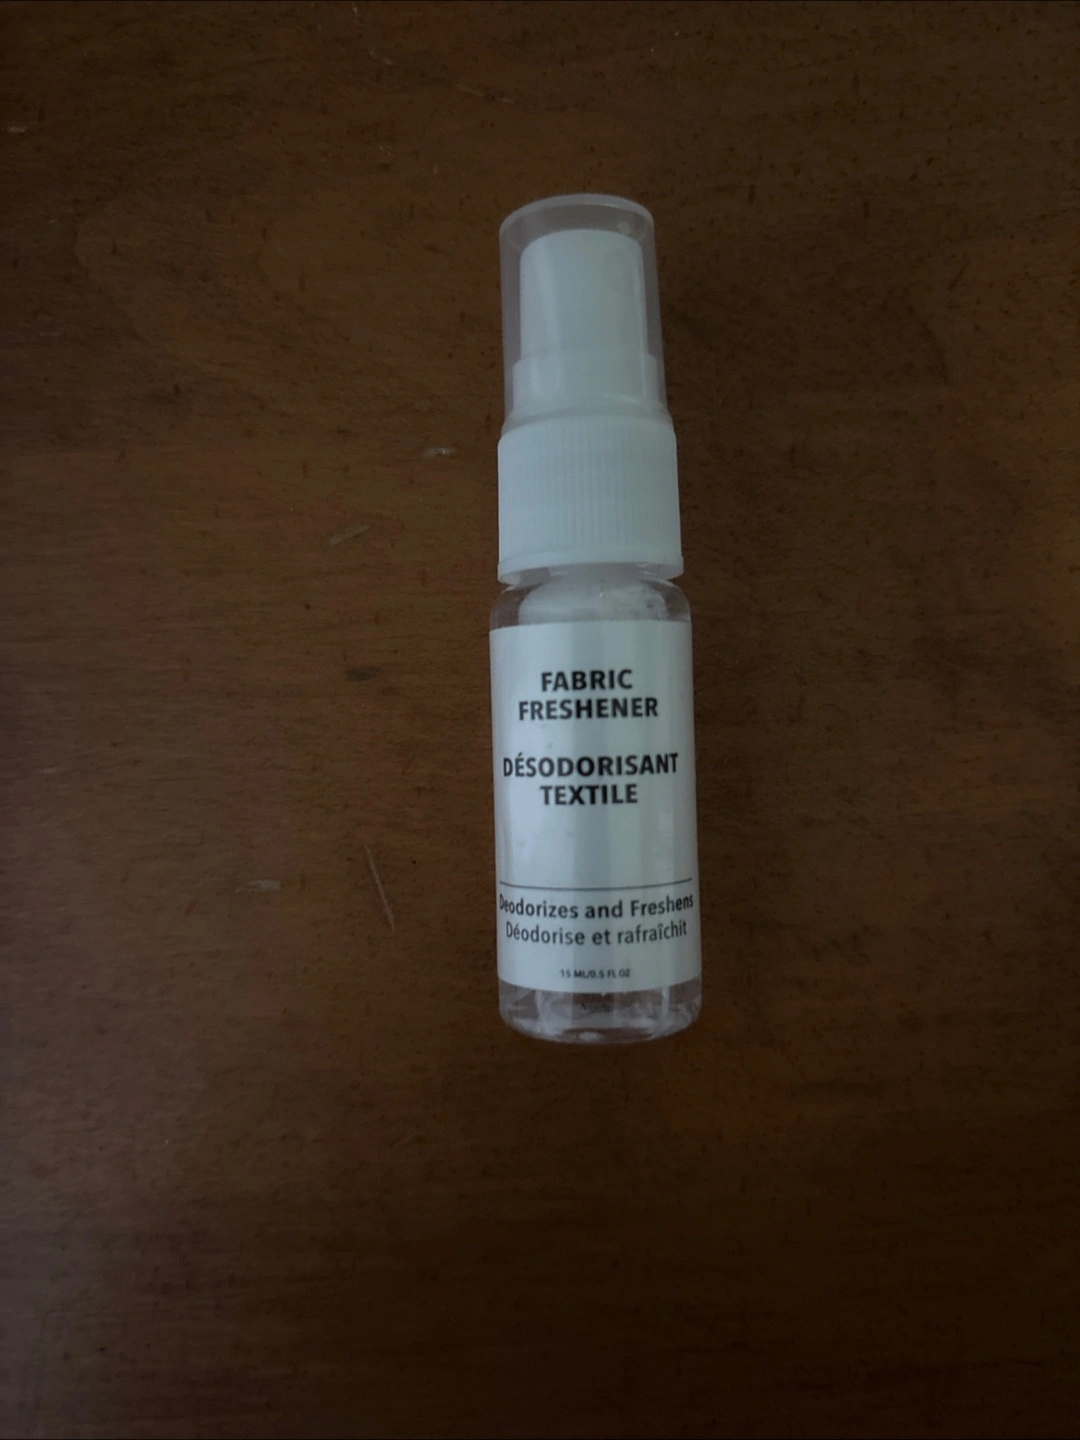 FABRIC
FRESHENER
DÉSODORISANT
TEXTILE
Deodorizes and Freshens
Déodorise et rafraîchit
15 ML/0.5 FL OZ